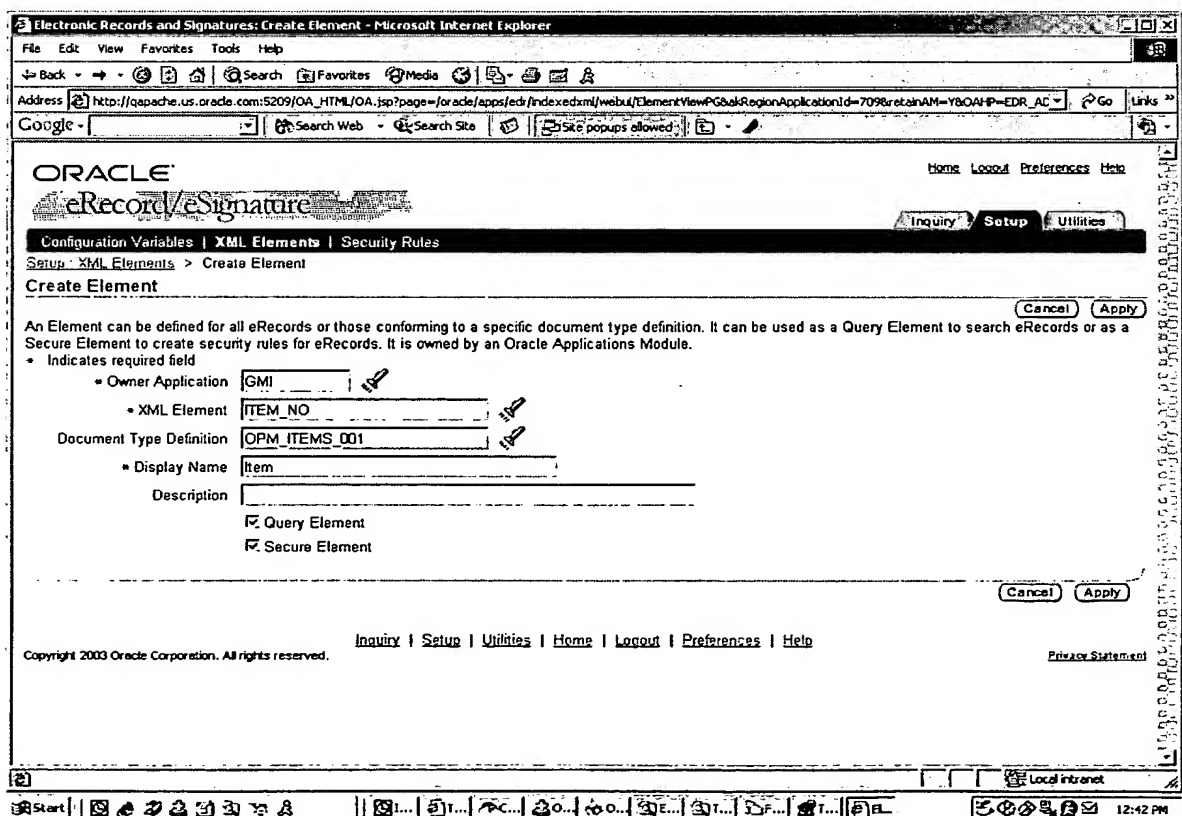 Electronic Records and Signatures: Create Element - Microsoft Internet Explorer
File Edit View Favorites Tools Help
Back Search Favorites Media
Address http://qapache.us.oracle.com:5209/OA_HTML/OA.jsp?page=/oracle/apps/edr/indexedxml/webui/ElementViewPG&akRegionApplicationId=709&retainAM=Y&OAHP=EDR_AD Go Links »
Google - Search Web - Search Site Site popups allowed
ORACLE
Home Logout Preferences Help
eRecord/eSignature
Inquiry Setup Utilities
Configuration Variables | XML Elements | Security Rules
Setup : XML Elements > Create Element
Create Element
Cancel Apply
An Element can be defined for all eRecords or those conforming to a specific document type definition. It can be used as a Query Element to search eRecords or as a
Secure Element to create security rules for eRecords. It is owned by an Oracle Applications Module.
* Indicates required field
* Owner Application GMI
* XML Element ITEM_NO
Document Type Definition OPM_ITEMS_001
* Display Name Item
Description
Query Element
Secure Element
Cancel Apply
Inquiry | Setup | Utilities | Home | Logout | Preferences | Help
Copyright 2003 Oracle Corporation. All rights reserved.
Privacy Statement
Local intranet
Start I... T... C... O... O... E... T... F... T... El... 12:42 PM